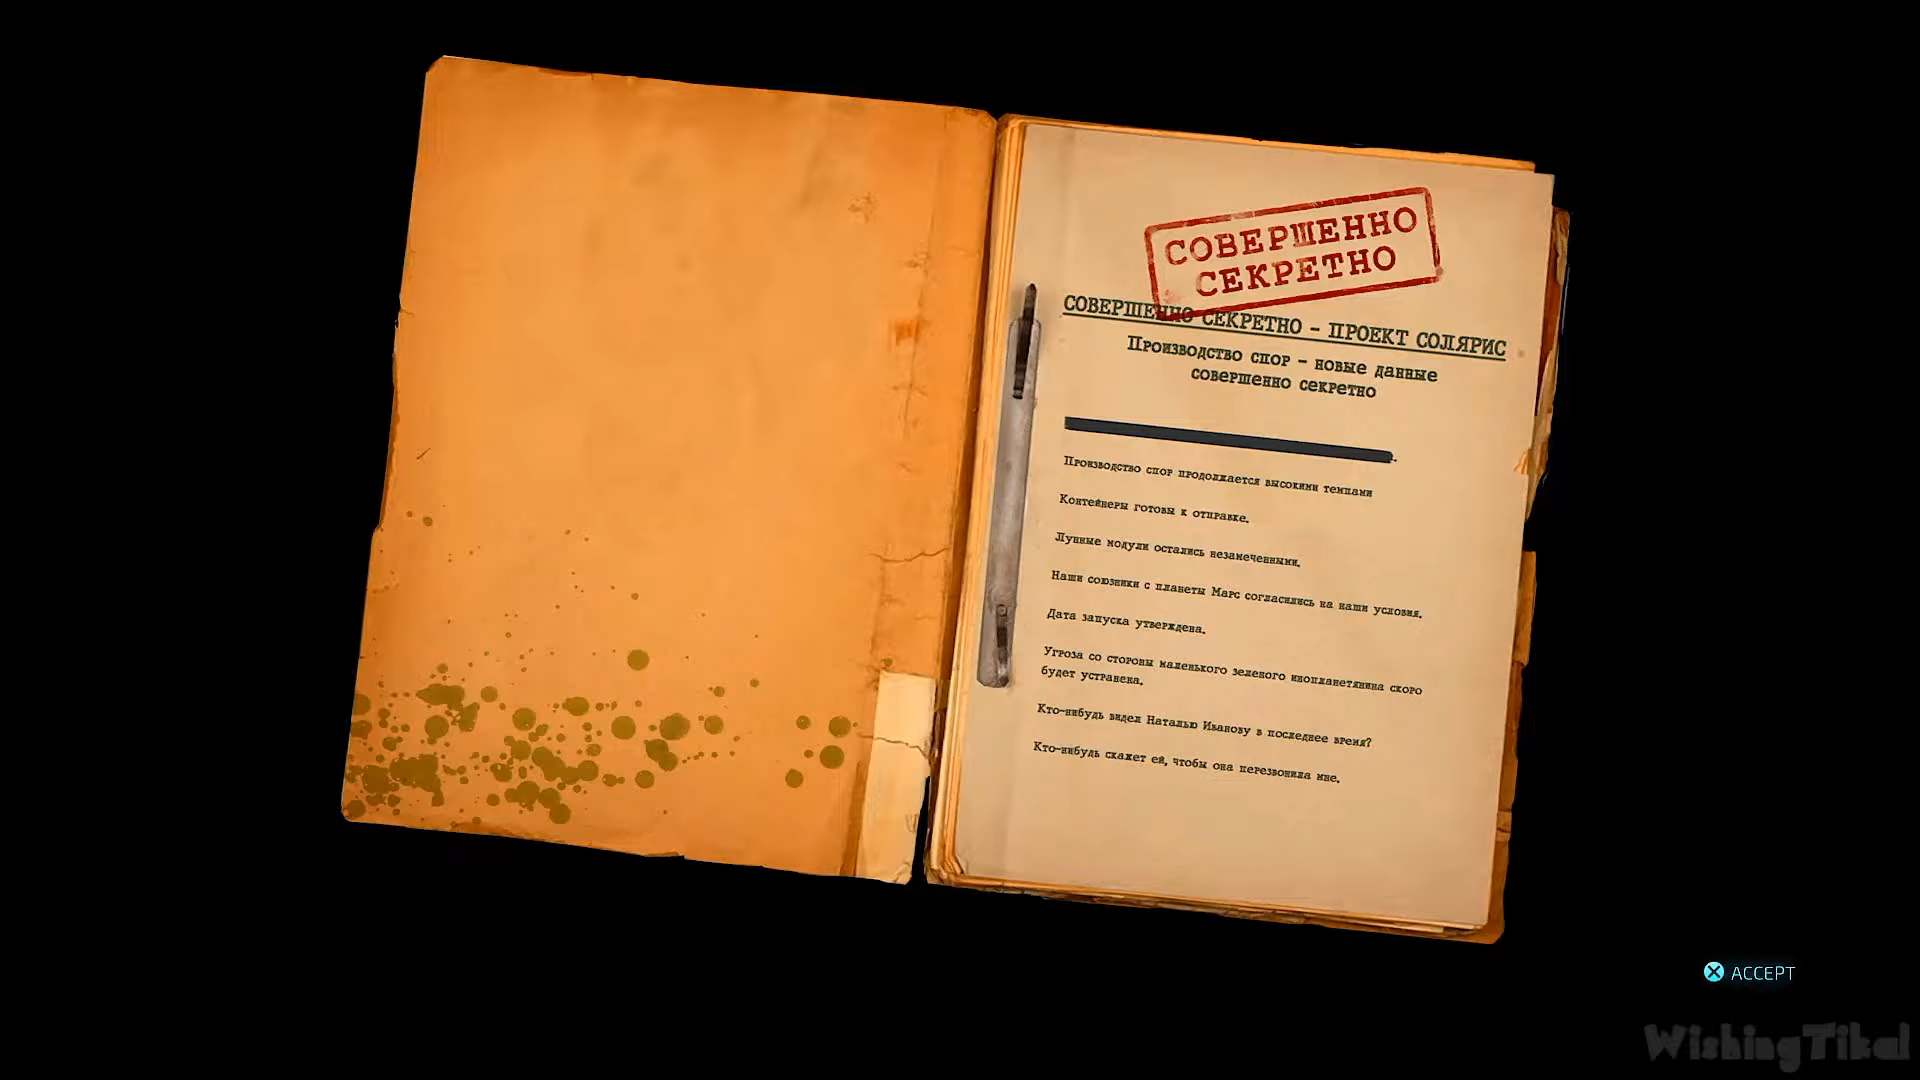 СОВЕРШЕННО
СЕКРЕТНО
СОВЕРШЕННО СЕКРЕТНО - ПРОЕКТ СОЛЯРИС
Производство спор - новые данные
совершенно секретно
Производство спор продолжается высокими темпами
Контейнеры готовы к отправке.
Лунные модули остались незамеченными.
Наши союзники с планеты Марс согласились на наши условия.
Дата запуска утверждена.
Угроза со стороны маленького зеленого инопланетянина скоро
будет устранена.
Кто-нибудь видел Наталью Иванову в последнее время?
Кто-нибудь скажет ей, чтобы она перезвонила мне.
ACCEPT
WishingTikal